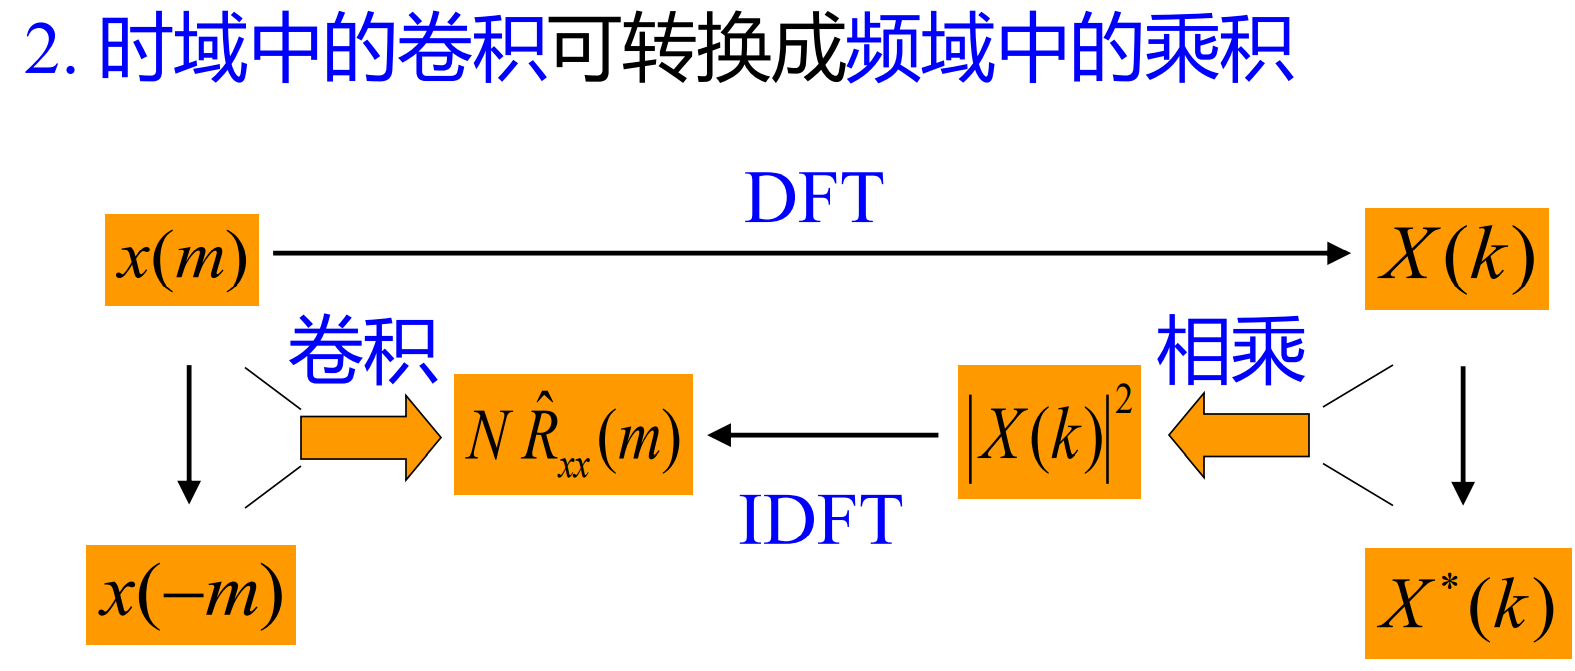 2. 时域中的卷积可转换成频域中的乘积
DFT
x(m)
X(k)
卷积
相乘
N R̂xx(m)
|X(k)|²
IDFT
x(−m)
X*(k)